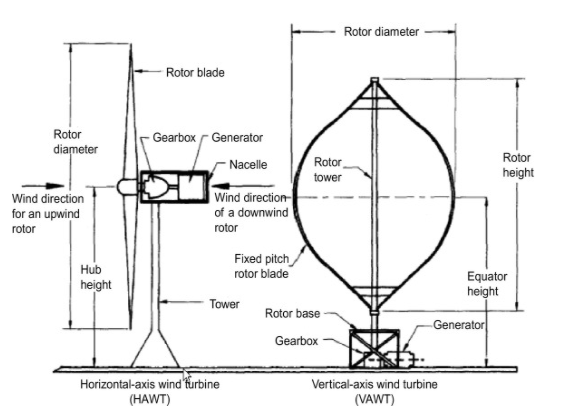 Rotor diameter
Rotor blade
Rotor
diameter
Gearbox
Generator
Nacelle
Wind direction
for an upwind
rotor
Wind direction
of a downwind
rotor
Hub
height
Tower
Rotor
tower
Rotor
height
Fixed pitch
rotor blade
Equator
height
Rotor base
Gearbox
Generator
Horizontal-axis wind turbine
(HAWT)
Vertical-axis wind turbine
(VAWT)